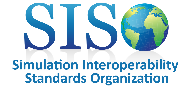 SISO
Simulation Interoperability
Standards Organization